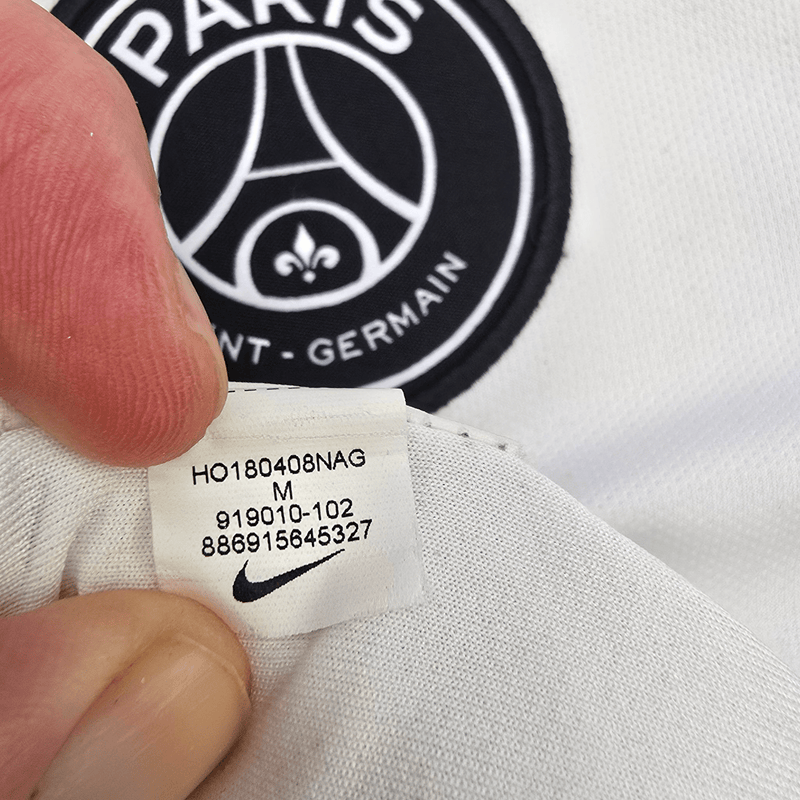 PARIS
NT - GERMAIN
HO180408NAG
M
919010-102
886915645327